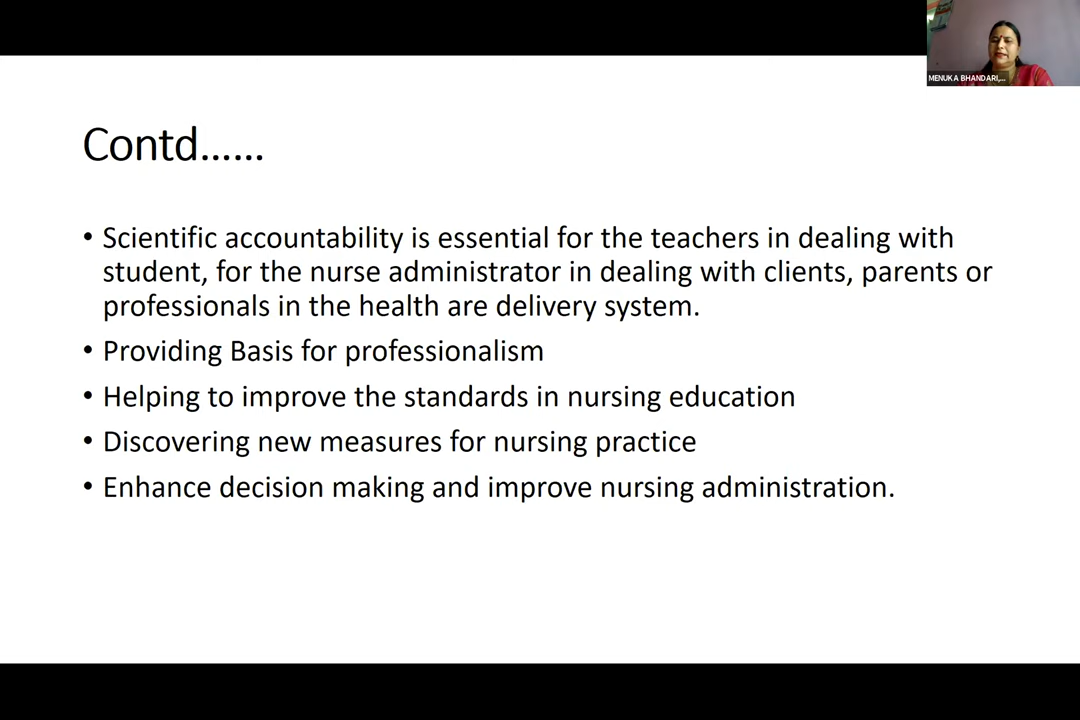 MENUKA BHANDARI,...
Contd……
• Scientific accountability is essential for the teachers in dealing with
student, for the nurse administrator in dealing with clients, parents or
professionals in the health are delivery system.
• Providing Basis for professionalism
• Helping to improve the standards in nursing education
• Discovering new measures for nursing practice
• Enhance decision making and improve nursing administration.